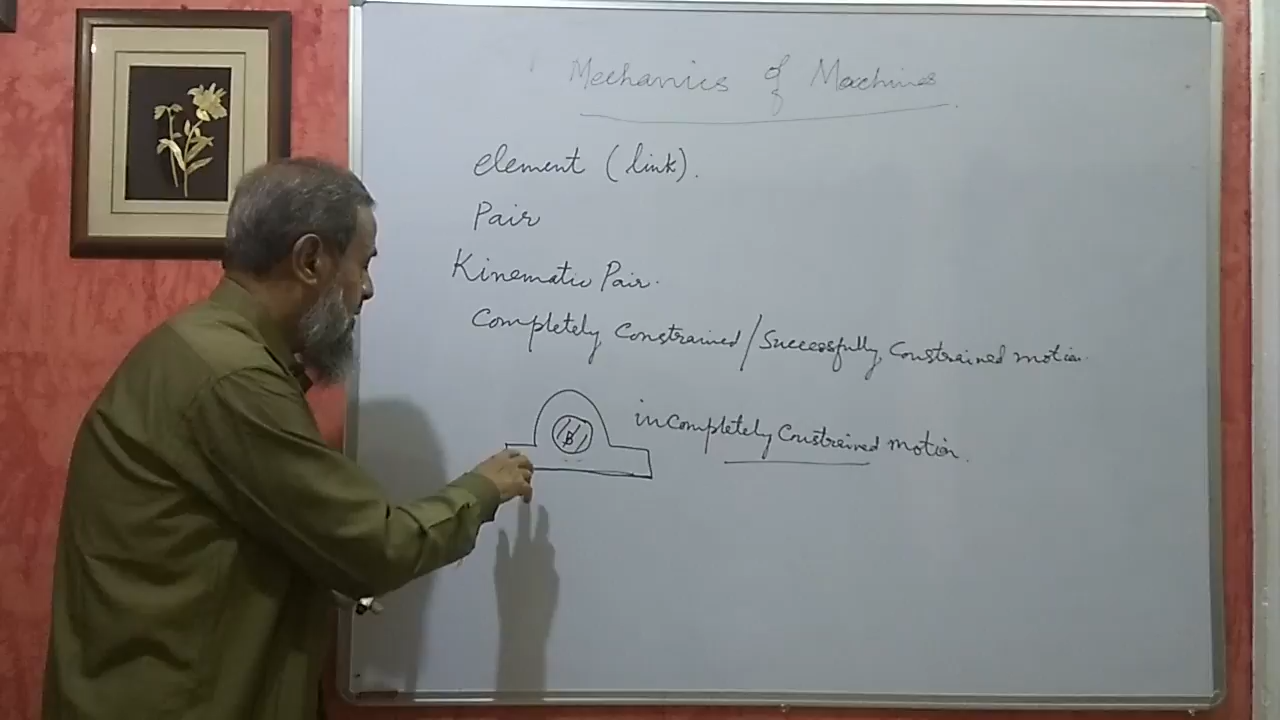 Mechanics of Machines
element (link).
Pair
Kinematic Pair.
Completely Constrained/Successfully Constrained motion.
incompletely Constrained motion.
B